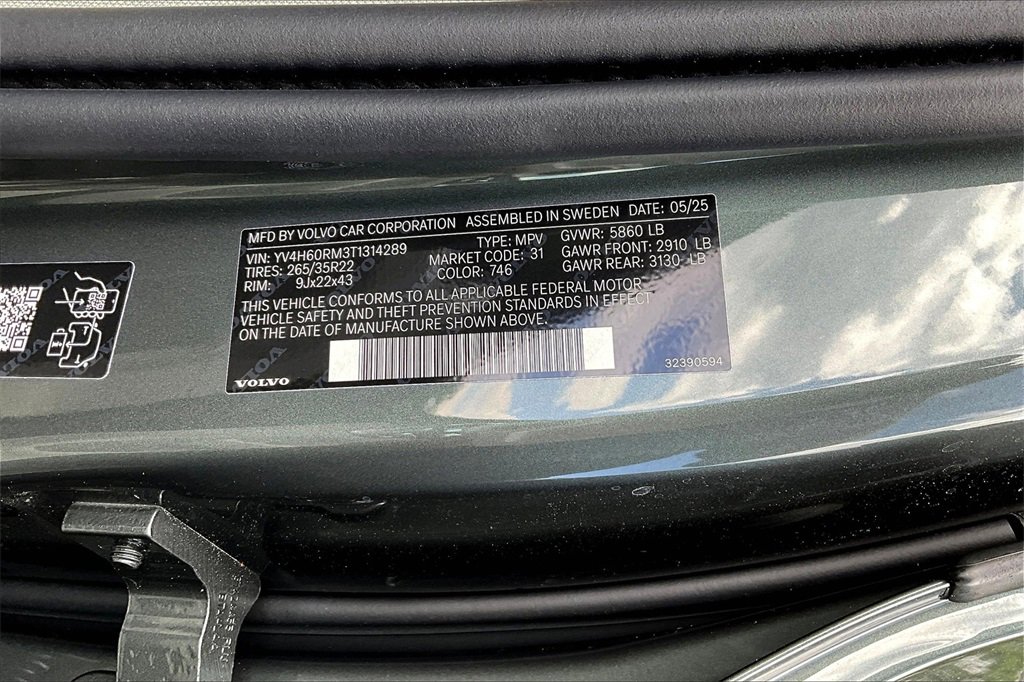 MFD BY VOLVO CAR CORPORATION ASSEMBLED IN SWEDEN DATE: 05/25
VIN: YV4H60RM3T1314289 TYPE: MPV GVWR: 5860 LB
TIRES: 265/35R22 MARKET CODE: 31 GAWR FRONT: 2910 LB
RIM: 9Jx22x43 COLOR: 746 GAWR REAR: 3130 LB
THIS VEHICLE CONFORMS TO ALL APPLICABLE FEDERAL MOTOR
VEHICLE SAFETY AND THEFT PREVENTION STANDARDS IN EFFECT
ON THE DATE OF MANUFACTURE SHOWN ABOVE.
VOLVO 32390594